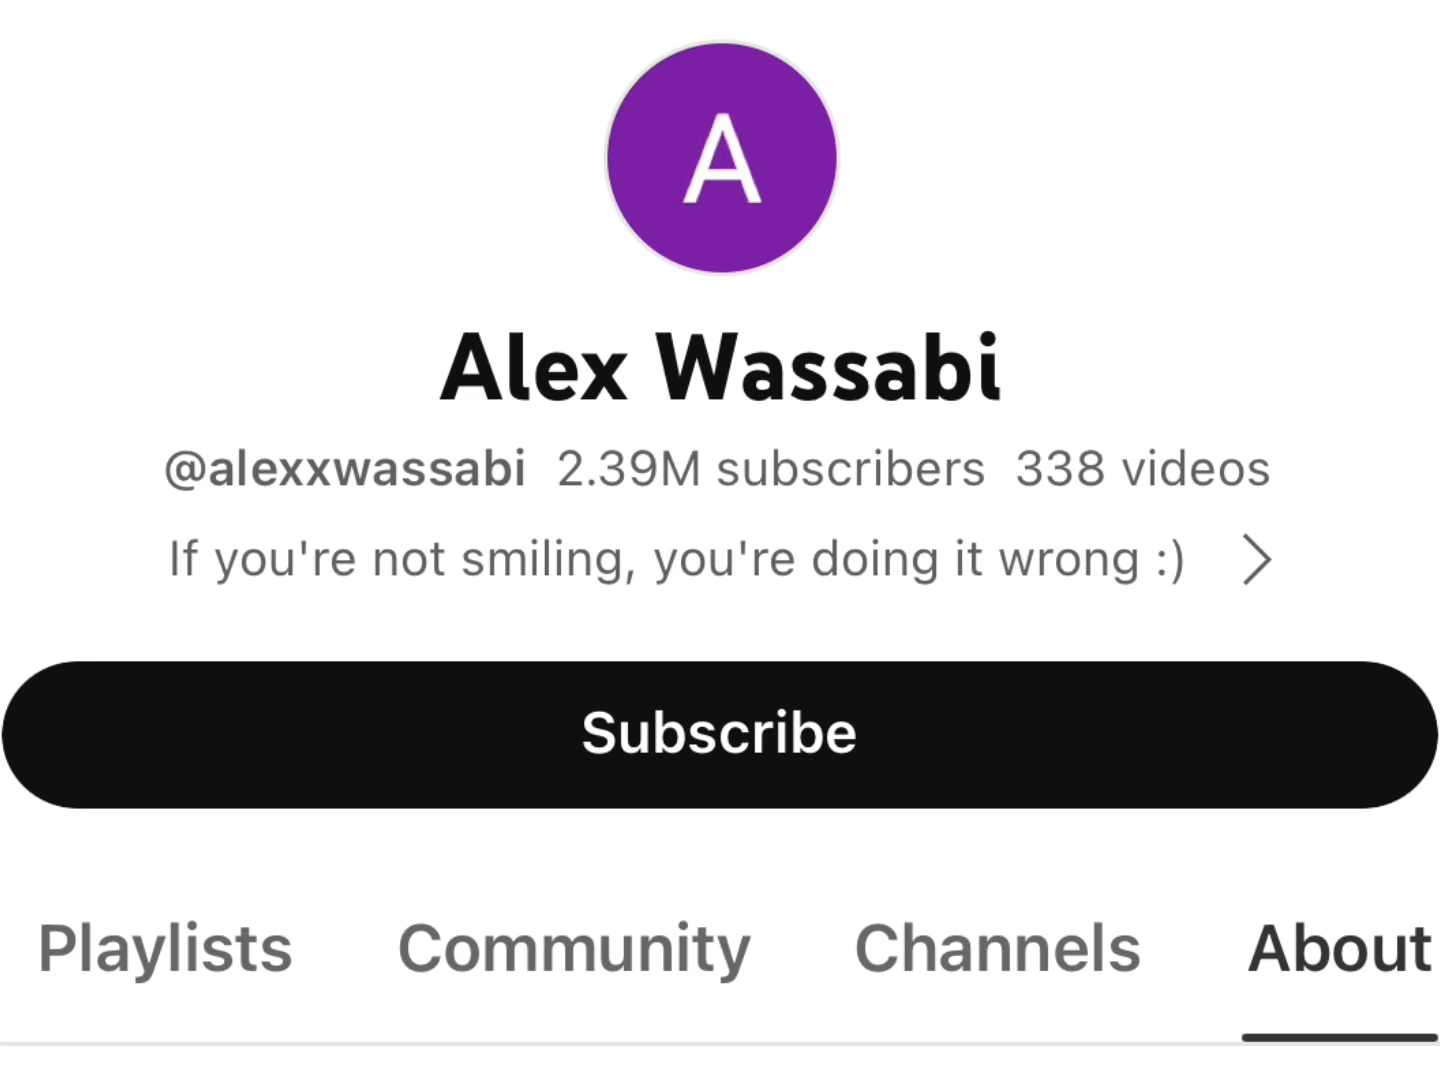 A
Alex Wassabi
@alexxwassabi 2.39M subscribers 338 videos
If you're not smiling, you're doing it wrong :)
Subscribe
Playlists Community Channels About